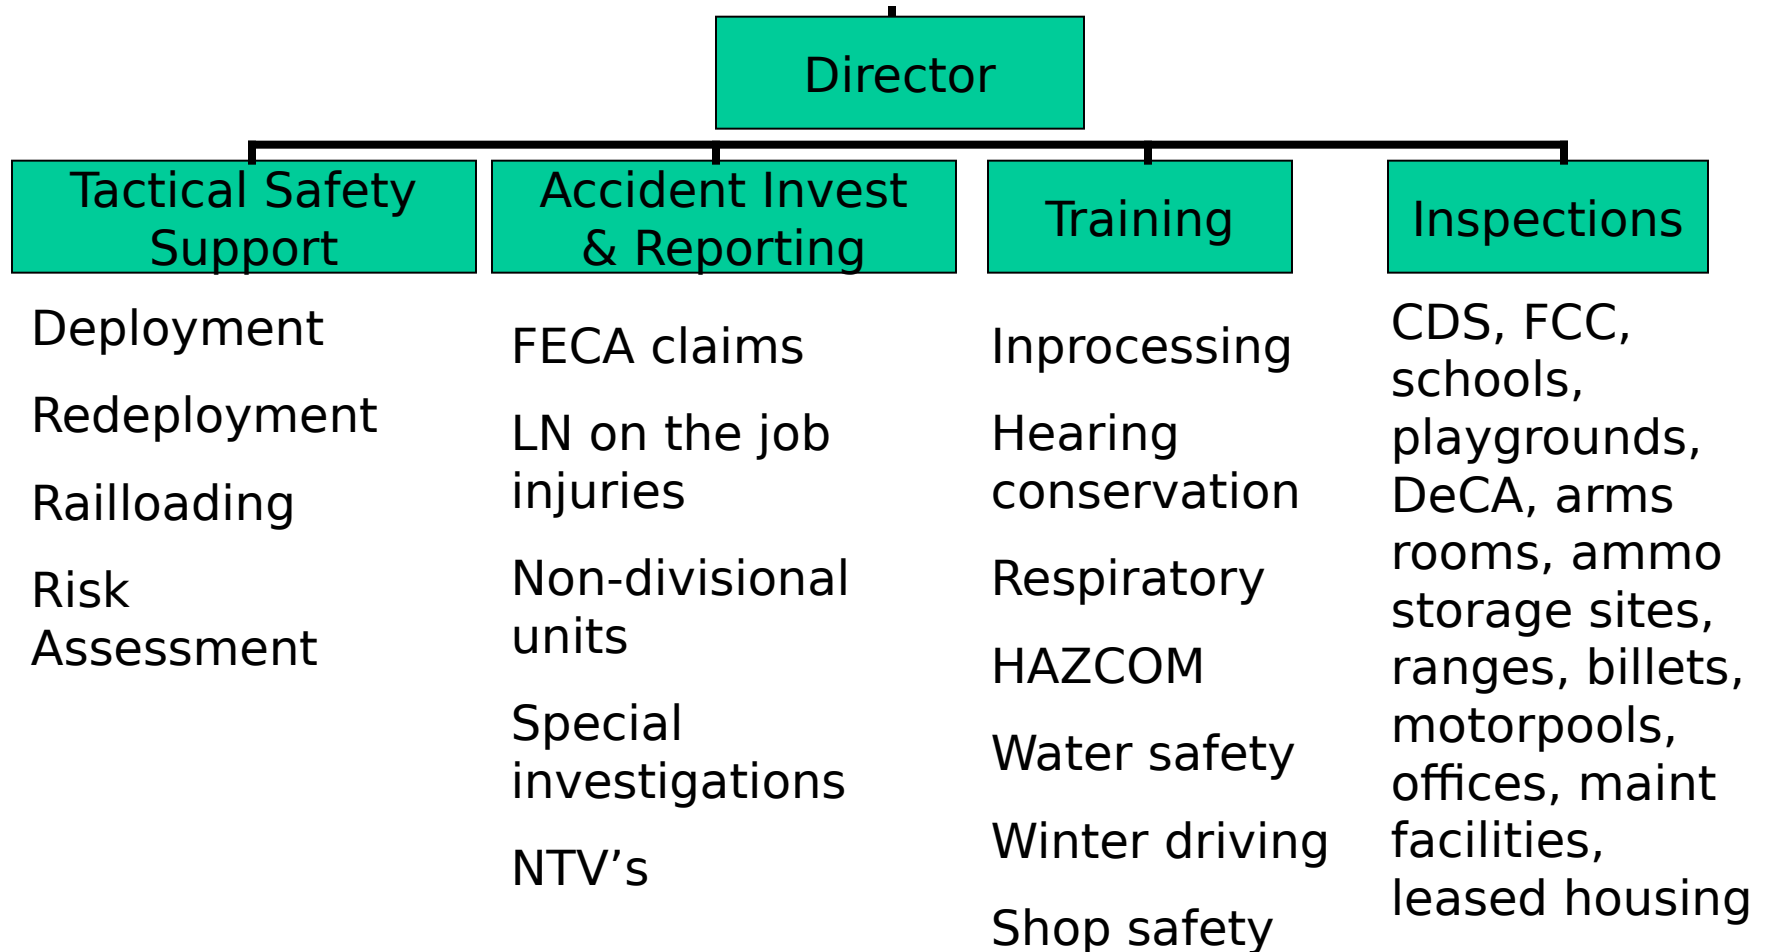 Director
Tactical Safety
Support
Accident Invest
& Reporting
Training
Inspections
Deployment
Redeployment
Railloading
Risk
Assessment
FECA claims
LN on the job
injuries
Non-divisional
units
Special
investigations
NTV’s
Inprocessing
Hearing
conservation
Respiratory
HAZCOM
Water safety
Winter driving
Shop safety
CDS, FCC,
schools,
playgrounds,
DeCA, arms
rooms, ammo
storage sites,
ranges, billets,
motorpools,
offices, maint
facilities,
leased housing